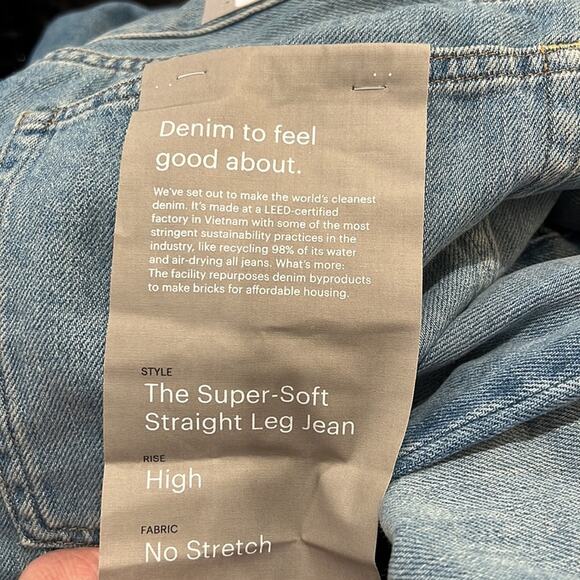 Denim to feel
good about.
We've set out to make the world's cleanest
denim. It's made at a LEED-certified
factory in Vietnam with some of the most
stringent sustainability practices in the
industry, like recycling 98% of its water
and air-drying all jeans. What's more:
The facility repurposes denim byproducts
to make bricks for affordable housing.
STYLE
The Super-Soft
Straight Leg Jean
RISE
High
FABRIC
No Stretch